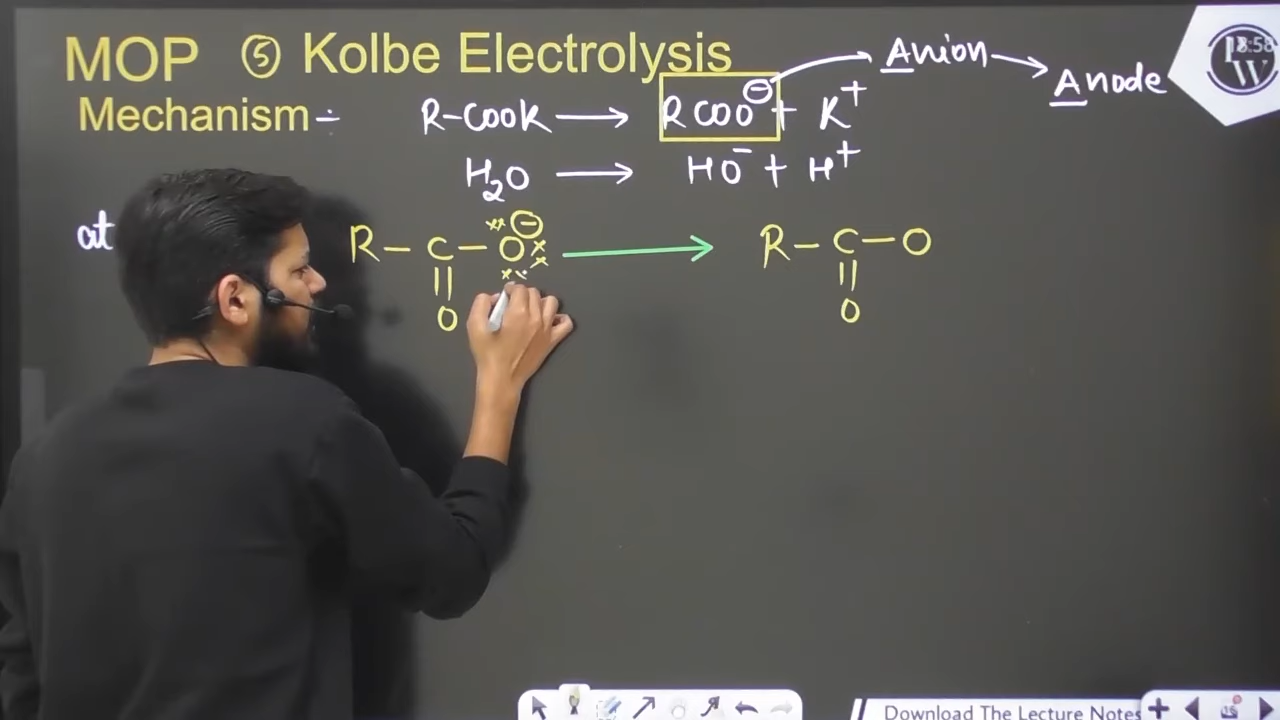 MOP ⑤ Kolbe Electrolysis
Anion → Anode
Mechanism ÷ R-COOK → RCOO⊖ + K⁺
H₂O → HO⁻ + H⁺
at R-C-O⊖ → R-C-O
O O
Download The Lecture Notes